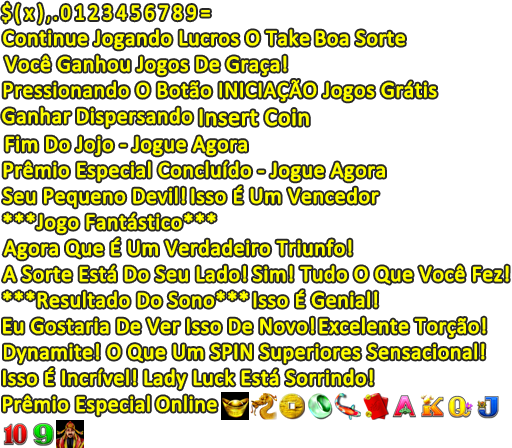 $(x),.0123456789=
Continue Jogando Lucros O Take Boa Sorte
Você Ganhou Jogos De Graça!
Pressionando O Botão INICIAÇÃO Jogos Grátis
Ganhar Dispersando Insert Coin
Fim Do Jojo - Jogue Agora
Prêmio Especial Concluído - Jogue Agora
Seu Pequeno Devil! Isso É Um Vencedor
***Jogo Fantástico***
Agora Que É Um Verdadeiro Triunfo!
A Sorte Está Do Seu Lado! Sim! Tudo O Que Você Fez!
***Resultado Do Sono*** Isso É Genial!
Eu Gostaria De Ver Isso De Novo! Excelente Torção!
Dynamite! O Que Um SPIN Superiores Sensacional!
Isso É Incrível! Lady Luck Está Sorrindo!
Prêmio Especial Online A K Q J
10 9